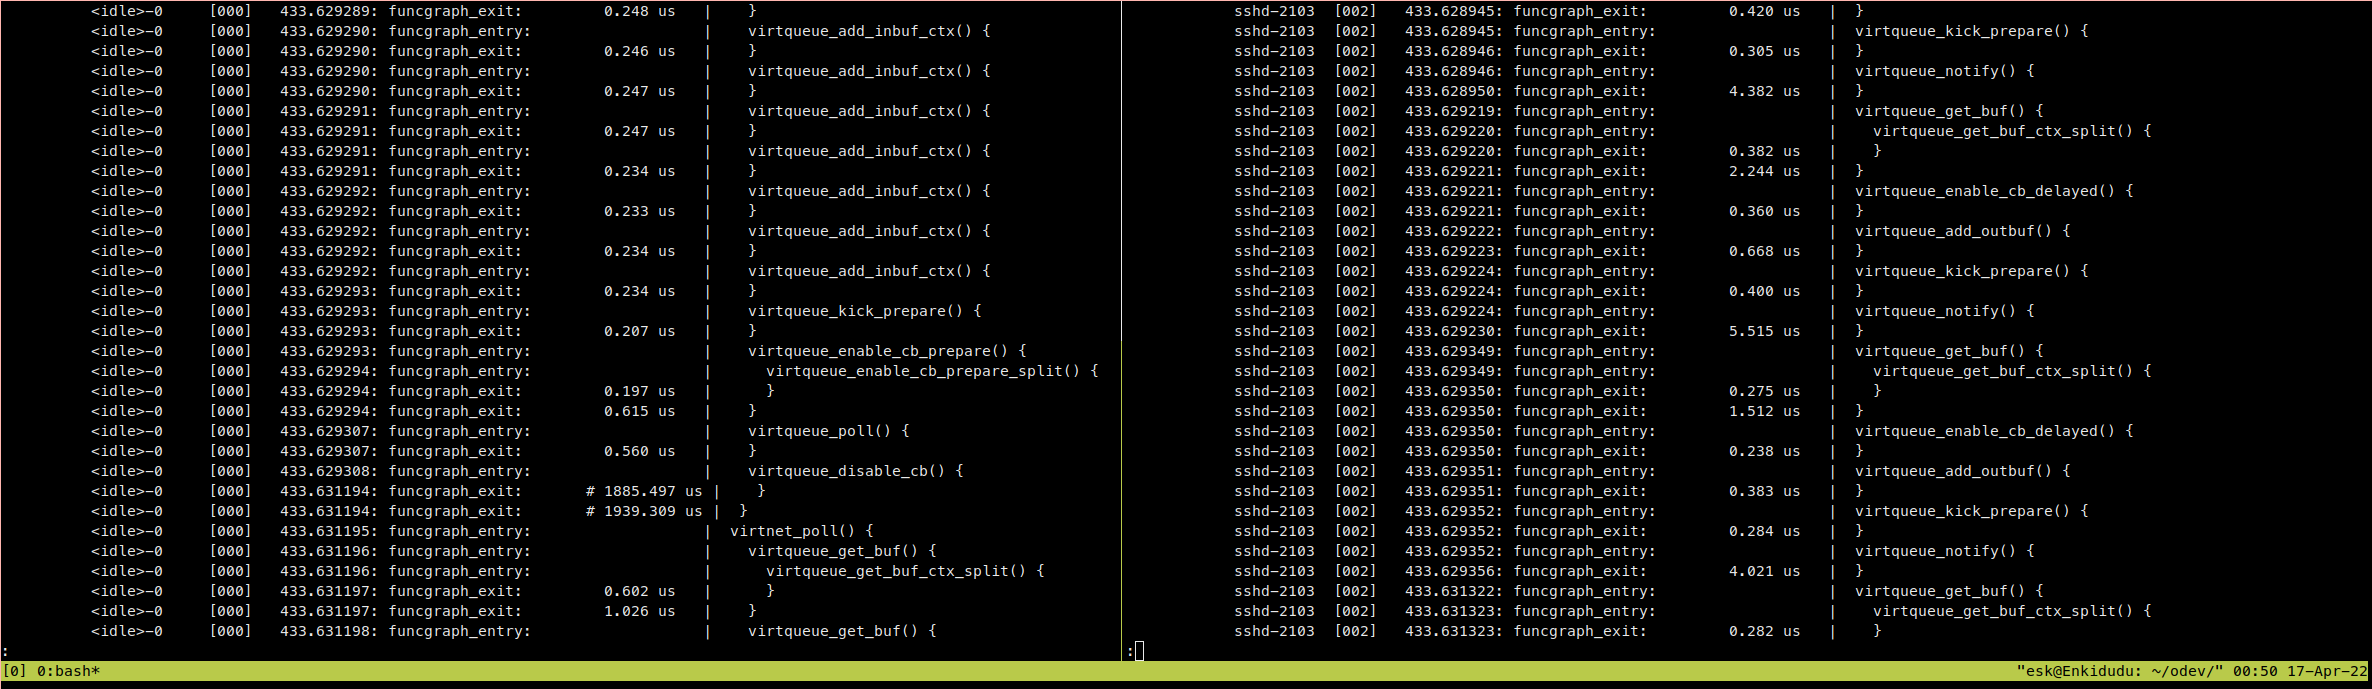 <idle>-0 [000] 433.629289: funcgraph_exit: 0.248 us | }
<idle>-0 [000] 433.629290: funcgraph_entry: | virtqueue_add_inbuf_ctx() {
<idle>-0 [000] 433.629290: funcgraph_exit: 0.246 us | }
<idle>-0 [000] 433.629290: funcgraph_entry: | virtqueue_add_inbuf_ctx() {
<idle>-0 [000] 433.629290: funcgraph_exit: 0.247 us | }
<idle>-0 [000] 433.629291: funcgraph_entry: | virtqueue_add_inbuf_ctx() {
<idle>-0 [000] 433.629291: funcgraph_exit: 0.247 us | }
<idle>-0 [000] 433.629291: funcgraph_entry: | virtqueue_add_inbuf_ctx() {
<idle>-0 [000] 433.629291: funcgraph_exit: 0.234 us | }
<idle>-0 [000] 433.629292: funcgraph_entry: | virtqueue_add_inbuf_ctx() {
<idle>-0 [000] 433.629292: funcgraph_exit: 0.233 us | }
<idle>-0 [000] 433.629292: funcgraph_entry: | virtqueue_add_inbuf_ctx() {
<idle>-0 [000] 433.629292: funcgraph_exit: 0.234 us | }
<idle>-0 [000] 433.629292: funcgraph_entry: | virtqueue_add_inbuf_ctx() {
<idle>-0 [000] 433.629293: funcgraph_exit: 0.234 us | }
<idle>-0 [000] 433.629293: funcgraph_entry: | virtqueue_kick_prepare() {
<idle>-0 [000] 433.629293: funcgraph_exit: 0.207 us | }
<idle>-0 [000] 433.629293: funcgraph_entry: | virtqueue_enable_cb_prepare() {
<idle>-0 [000] 433.629294: funcgraph_entry: | virtqueue_enable_cb_prepare_split() {
<idle>-0 [000] 433.629294: funcgraph_exit: 0.197 us | }
<idle>-0 [000] 433.629294: funcgraph_exit: 0.615 us | }
<idle>-0 [000] 433.629307: funcgraph_entry: | virtqueue_poll() {
<idle>-0 [000] 433.629307: funcgraph_exit: 0.560 us | }
<idle>-0 [000] 433.629308: funcgraph_entry: | virtqueue_disable_cb() {
<idle>-0 [000] 433.631194: funcgraph_exit: # 1885.497 us | }
<idle>-0 [000] 433.631194: funcgraph_exit: # 1939.309 us | }
<idle>-0 [000] 433.631195: funcgraph_entry: | virtnet_poll() {
<idle>-0 [000] 433.631196: funcgraph_entry: | virtqueue_get_buf() {
<idle>-0 [000] 433.631196: funcgraph_entry: | virtqueue_get_buf_ctx_split() {
<idle>-0 [000] 433.631197: funcgraph_exit: 0.602 us | }
<idle>-0 [000] 433.631197: funcgraph_exit: 1.026 us | }
<idle>-0 [000] 433.631198: funcgraph_entry: | virtqueue_get_buf() {
:
sshd-2103 [002] 433.628945: funcgraph_exit: 0.420 us | }
sshd-2103 [002] 433.628945: funcgraph_entry: | virtqueue_kick_prepare() {
sshd-2103 [002] 433.628946: funcgraph_exit: 0.305 us | }
sshd-2103 [002] 433.628946: funcgraph_entry: | virtqueue_notify() {
sshd-2103 [002] 433.628950: funcgraph_exit: 4.382 us | }
sshd-2103 [002] 433.629219: funcgraph_entry: | virtqueue_get_buf() {
sshd-2103 [002] 433.629220: funcgraph_entry: | virtqueue_get_buf_ctx_split() {
sshd-2103 [002] 433.629220: funcgraph_exit: 0.382 us | }
sshd-2103 [002] 433.629221: funcgraph_exit: 2.244 us | }
sshd-2103 [002] 433.629221: funcgraph_entry: | virtqueue_enable_cb_delayed() {
sshd-2103 [002] 433.629221: funcgraph_exit: 0.360 us | }
sshd-2103 [002] 433.629222: funcgraph_entry: | virtqueue_add_outbuf() {
sshd-2103 [002] 433.629223: funcgraph_exit: 0.668 us | }
sshd-2103 [002] 433.629224: funcgraph_entry: | virtqueue_kick_prepare() {
sshd-2103 [002] 433.629224: funcgraph_exit: 0.400 us | }
sshd-2103 [002] 433.629224: funcgraph_entry: | virtqueue_notify() {
sshd-2103 [002] 433.629230: funcgraph_exit: 5.515 us | }
sshd-2103 [002] 433.629349: funcgraph_entry: | virtqueue_get_buf() {
sshd-2103 [002] 433.629349: funcgraph_entry: | virtqueue_get_buf_ctx_split() {
sshd-2103 [002] 433.629350: funcgraph_exit: 0.275 us | }
sshd-2103 [002] 433.629350: funcgraph_exit: 1.512 us | }
sshd-2103 [002] 433.629350: funcgraph_entry: | virtqueue_enable_cb_delayed() {
sshd-2103 [002] 433.629350: funcgraph_exit: 0.238 us | }
sshd-2103 [002] 433.629351: funcgraph_entry: | virtqueue_add_outbuf() {
sshd-2103 [002] 433.629351: funcgraph_exit: 0.383 us | }
sshd-2103 [002] 433.629352: funcgraph_entry: | virtqueue_kick_prepare() {
sshd-2103 [002] 433.629352: funcgraph_exit: 0.284 us | }
sshd-2103 [002] 433.629352: funcgraph_entry: | virtqueue_notify() {
sshd-2103 [002] 433.629356: funcgraph_exit: 4.021 us | }
sshd-2103 [002] 433.631322: funcgraph_entry: | virtqueue_get_buf() {
sshd-2103 [002] 433.631323: funcgraph_entry: | virtqueue_get_buf_ctx_split() {
sshd-2103 [002] 433.631323: funcgraph_exit: 0.282 us | }
:
[0] 0:bash* "esk@Enkidudu: ~/odev/" 00:50 17-Apr-22